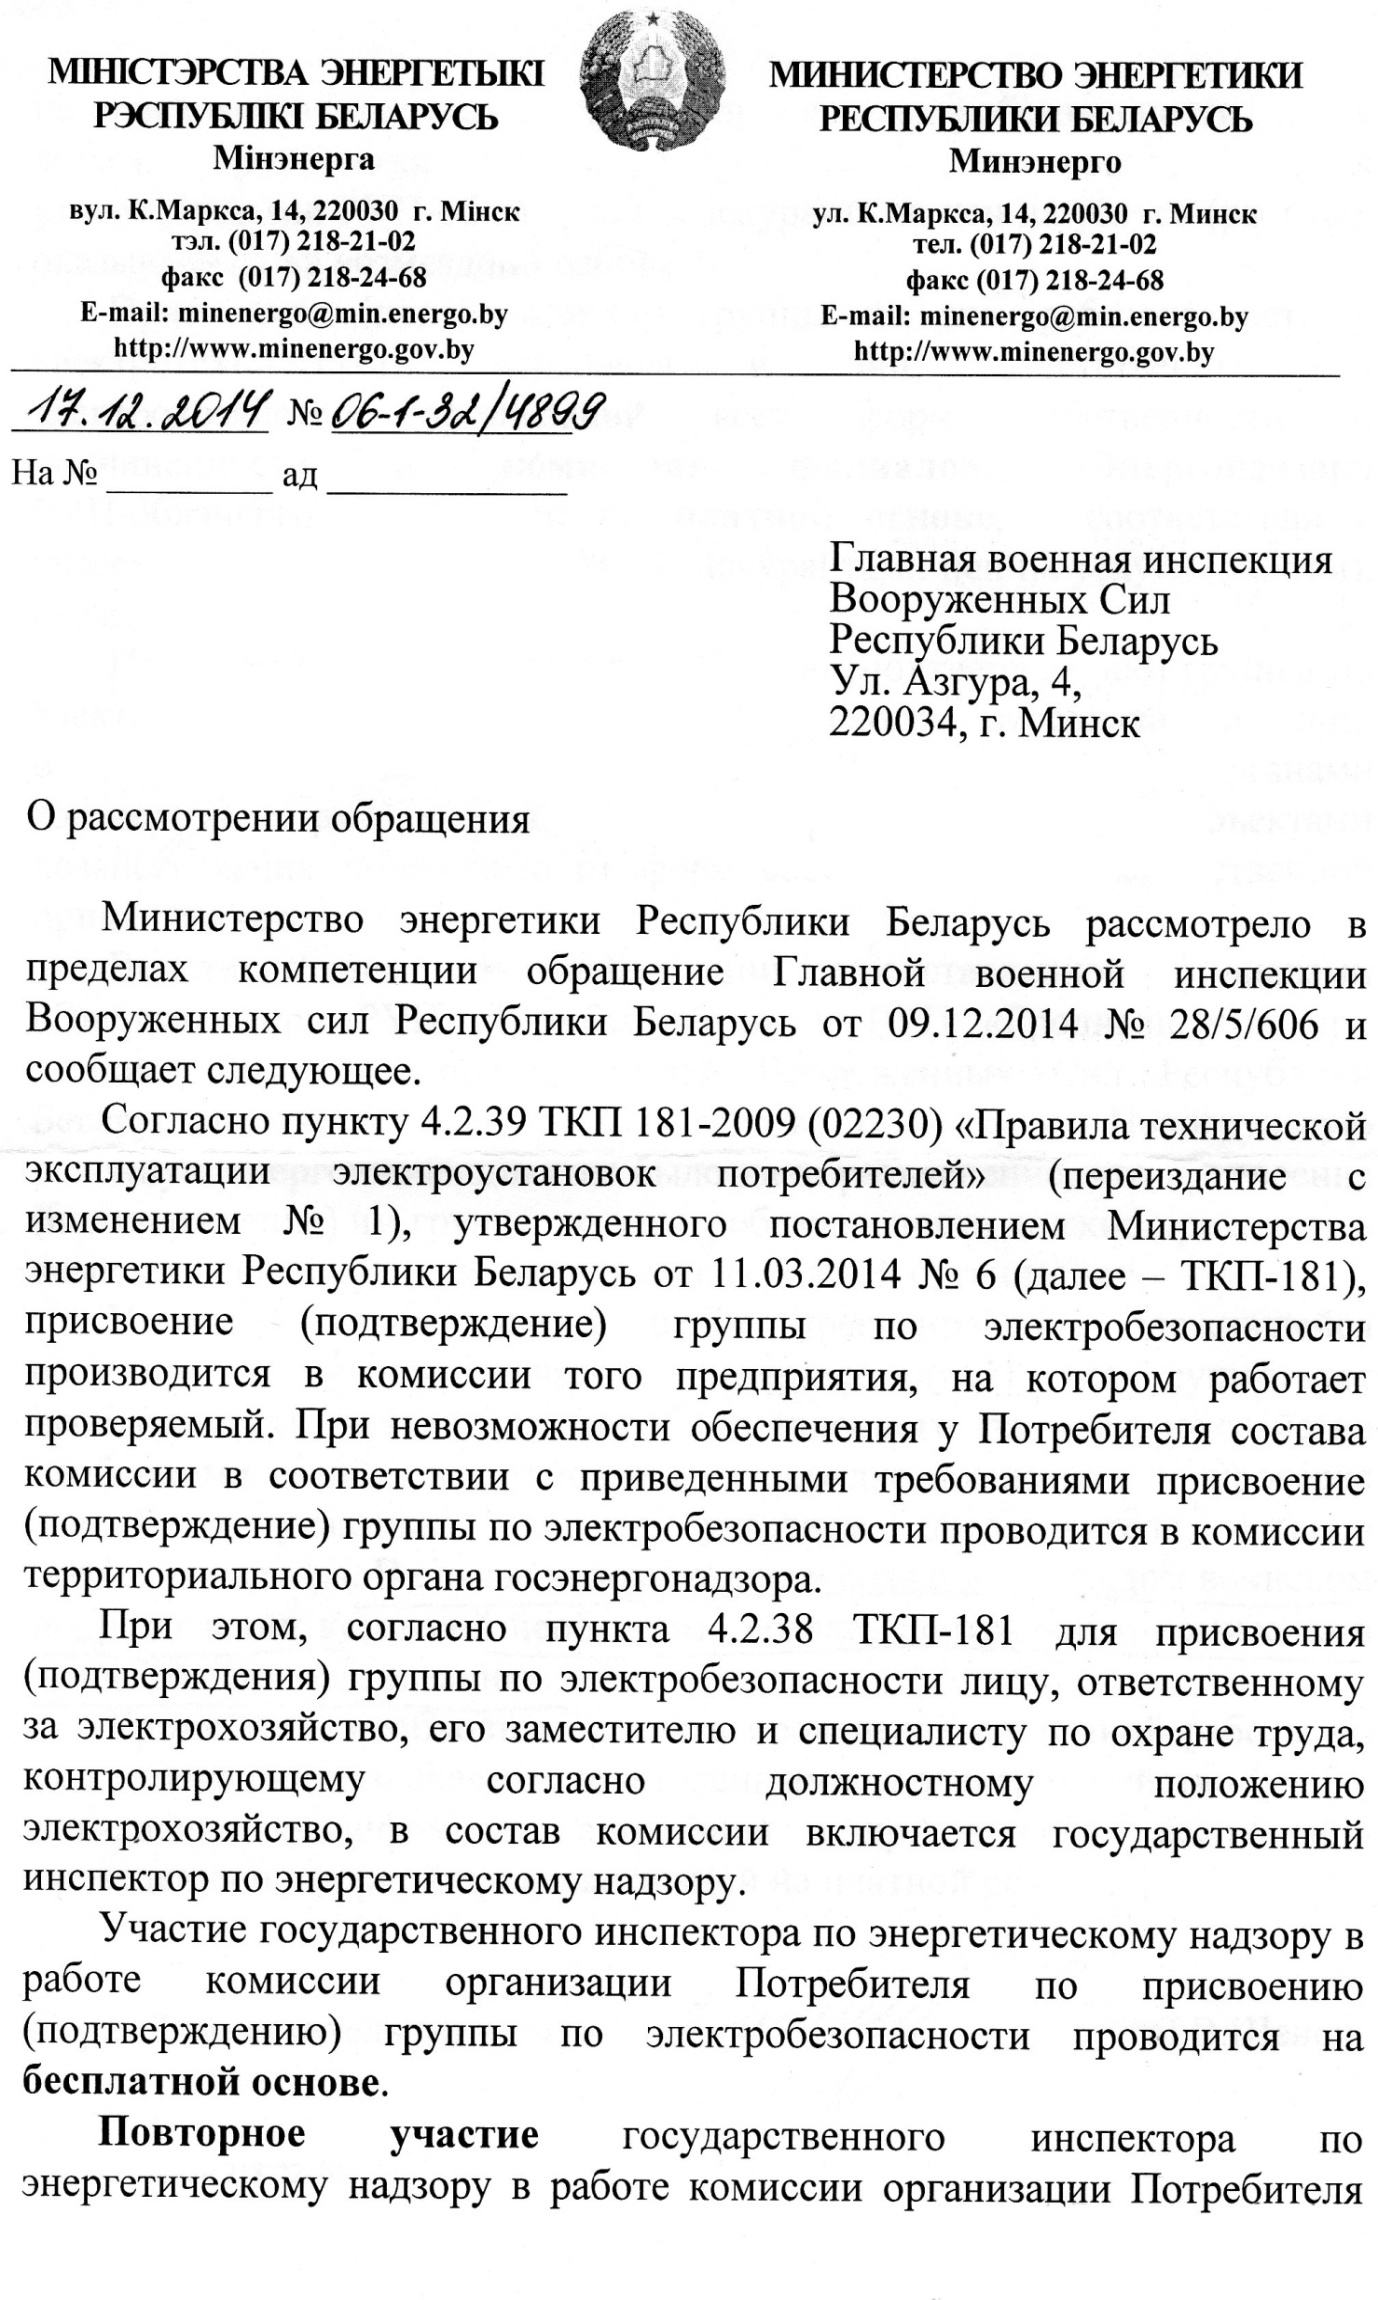 МІНІСТЭРСТВА ЭНЕРГЕТЫКІ
РЭСПУБЛІКІ БЕЛАРУСЬ
Мінэнерга
вул. К.Маркса, 14, 220030 г. Мінск
тэл. (017) 218-21-02
факс (017) 218-24-68
E-mail: minenergo@min.energo.by
http://www.minenergo.gov.by
МИНИСТЕРСТВО ЭНЕРГЕТИКИ
РЕСПУБЛИКИ БЕЛАРУСЬ
Минэнерго
ул. К.Маркса, 14, 220030 г. Минск
тел. (017) 218-21-02
факс (017) 218-24-68
E-mail: minenergo@min.energo.by
http://www.minenergo.gov.by
17.12.2014 № 06-1-32/4899
На № ад
Главная военная инспекция
Вооруженных Сил
Республики Беларусь
Ул. Азгура, 4,
220034, г. Минск
О рассмотрении обращения
Министерство энергетики Республики Беларусь рассмотрело в
пределах компетенции обращение Главной военной инспекции
Вооруженных сил Республики Беларусь от 09.12.2014 № 28/5/606 и
сообщает следующее.
Согласно пункту 4.2.39 ТКП 181-2009 (02230) «Правила технической
эксплуатации электроустановок потребителей» (переиздание с
изменением № 1), утвержденного постановлением Министерства
энергетики Республики Беларусь от 11.03.2014 № 6 (далее – ТКП-181),
присвоение (подтверждение) группы по электробезопасности
производится в комиссии того предприятия, на котором работает
проверяемый. При невозможности обеспечения у Потребителя состава
комиссии в соответствии с приведенными требованиями присвоение
(подтверждение) группы по электробезопасности проводится в комиссии
территориального органа госэнергонадзора.
При этом, согласно пункта 4.2.38 ТКП-181 для присвоения
(подтверждения) группы по электробезопасности лицу, ответственному
за электрохозяйство, его заместителю и специалисту по охране труда,
контролирующему согласно должностному положению
электрохозяйство, в состав комиссии включается государственный
инспектор по энергетическому надзору.
Участие государственного инспектора по энергетическому надзору в
работе комиссии организации Потребителя по присвоению
(подтверждению) группы по электробезопасности проводится на
бесплатной основе.
Повторное участие государственного инспектора по
энергетическому надзору в работе комиссии организации Потребителя